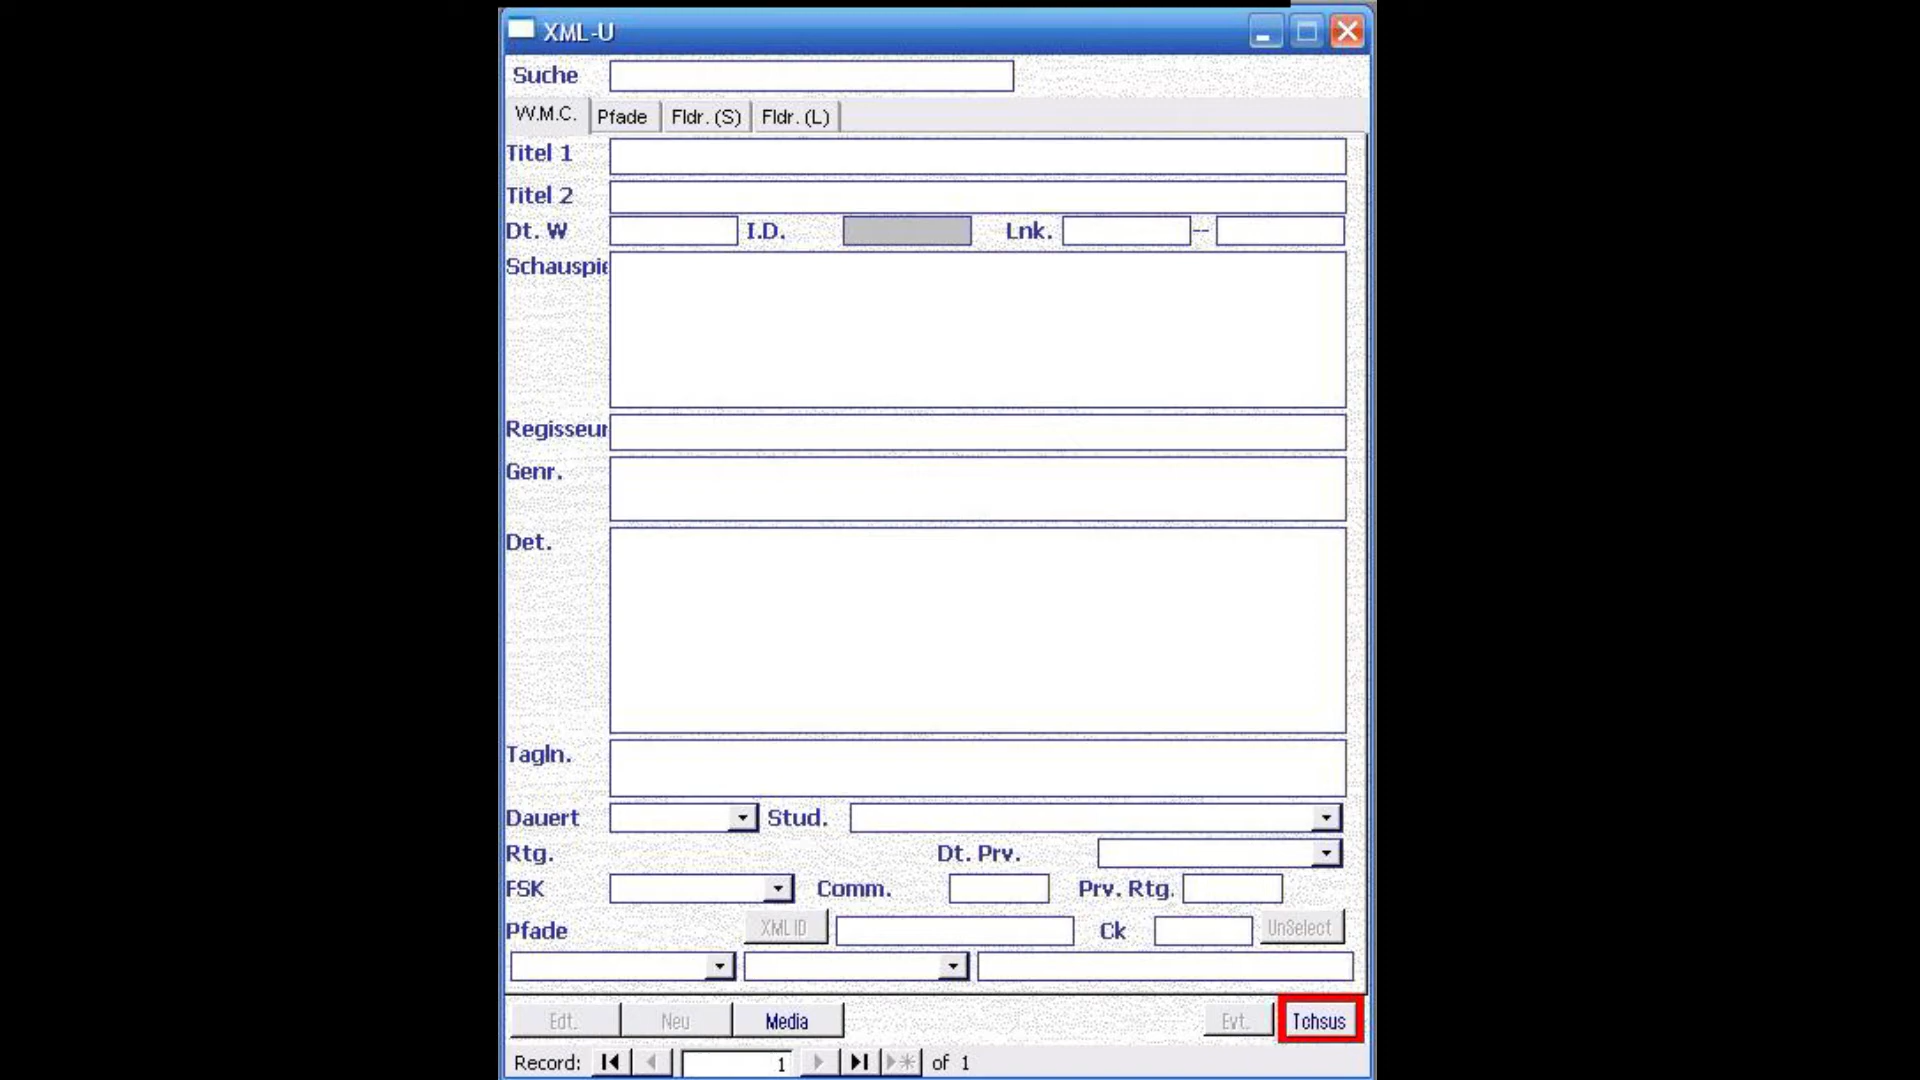 XML-U
Suche
W.M.C. Pfade Fldr. (S) Fldr. (L)
Titel 1
Titel 2
Dt. W I.D. Lnk. --
Schauspie
Regisseur
Genr.
Det.
Tagln.
Dauert Stud.
Rtg. Dt. Prv.
FSK Comm. Prv. Rtg.
Pfade XML ID Ck UnSelect
Edt. Neu Media Evt. Tchsus
Record: 1 of 1